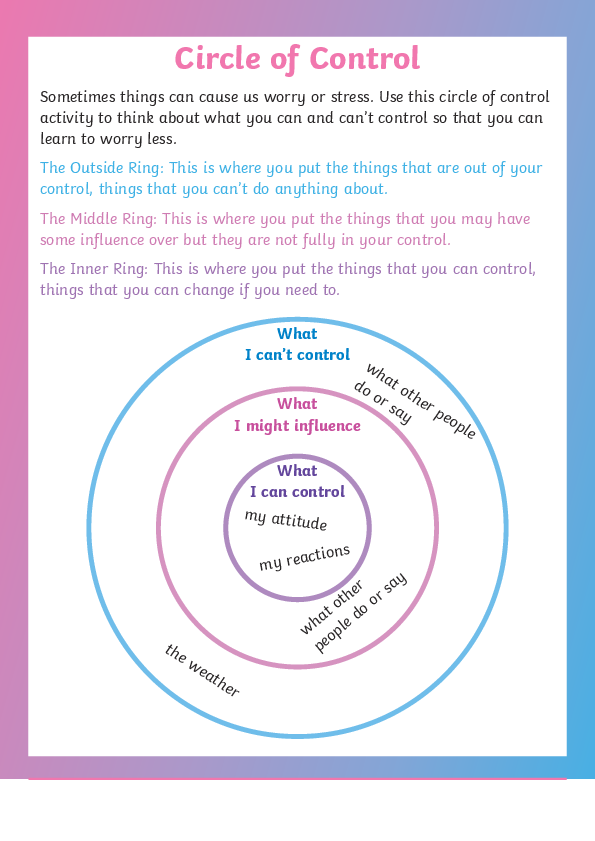 Circle of Control
Sometimes things can cause us worry or stress. Use this circle of control
activity to think about what you can and can't control so that you can
learn to worry less.
The Outside Ring: This is where you put the things that are out of your
control, things that you can't do anything about.
The Middle Ring: This is where you put the things that you may have
some influence over but they are not fully in your control.
The Inner Ring: This is where you put the things that you can control,
things that you can change if you need to.
What
I can't control
what other people
do or say
What
I might influence
What
I can control
my attitude
my reactions
what other
people do or say
the weather